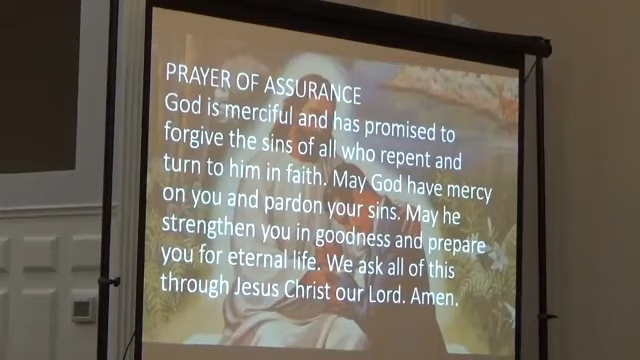 PRAYER OF ASSURANCE
God is merciful and has promised to
forgive the sins of all who repent and
turn to him in faith. May God have mercy
on you and pardon your sins. May he
strengthen you in goodness and prepare
you for eternal life. We ask all of this
through Jesus Christ our Lord. Amen.